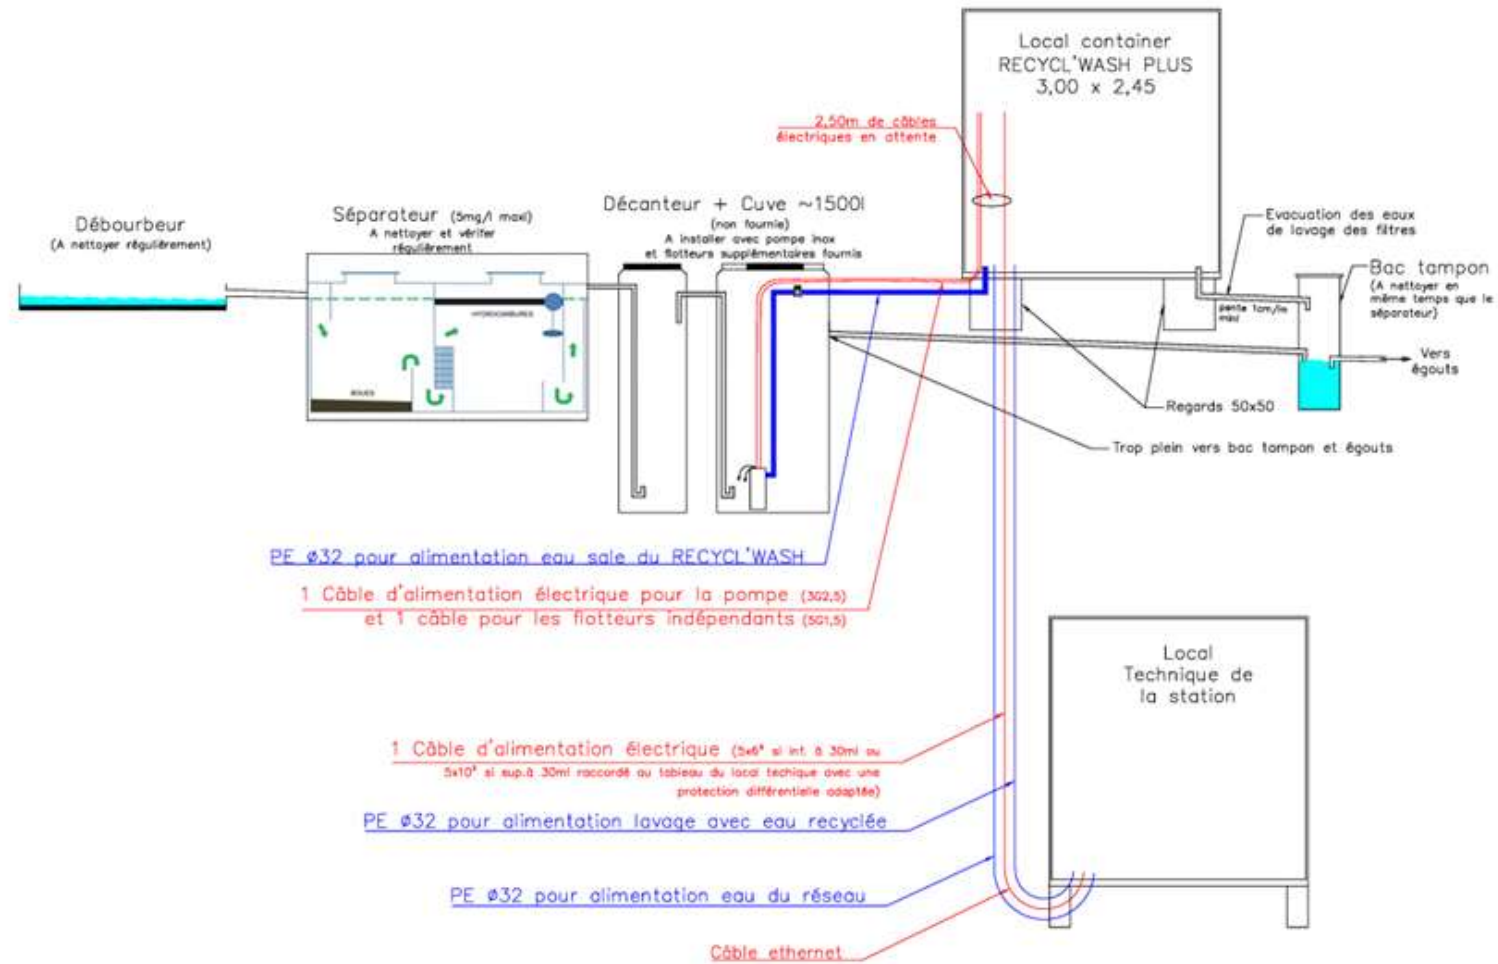 Local container
RECYCL'WASH PLUS
3,00 x 2,45
2,50m de câbles
électriques en attente
Débourbeur
(A nettoyer régulièrement)
Séparateur (5mg/l maxi)
A nettoyer et vérifer
régulièrement
HYDROCARBURES
BOUES
Décanteur + Cuve ~1500l
(non fournie)
A installer avec pompe inox
et flotteurs supplémentaires fournis
Evacuation des eaux
de lavage des filtres
Bac tampon
(A nettoyer en
même temps que le
séparateur)
pente 1cm/m
maxi
Vers
égouts
Regards 50x50
Trop plein vers bac tampon et égouts
PE ø32 pour alimentation eau sale du RECYCL'WASH
1 Câble d'alimentation électrique pour la pompe (3G2,5)
et 1 câble pour les flotteurs indépendants (5G1,5)
Local
Technique de
la station
1 Câble d'alimentation électrique (5x6² si inf. à 30ml ou
5x10² si sup.à 30ml raccordé au tableau du local techique avec une
protection différentielle adaptée)
PE ø32 pour alimentation lavage avec eau recyclée
PE ø32 pour alimentation eau du réseau
Câble ethernet